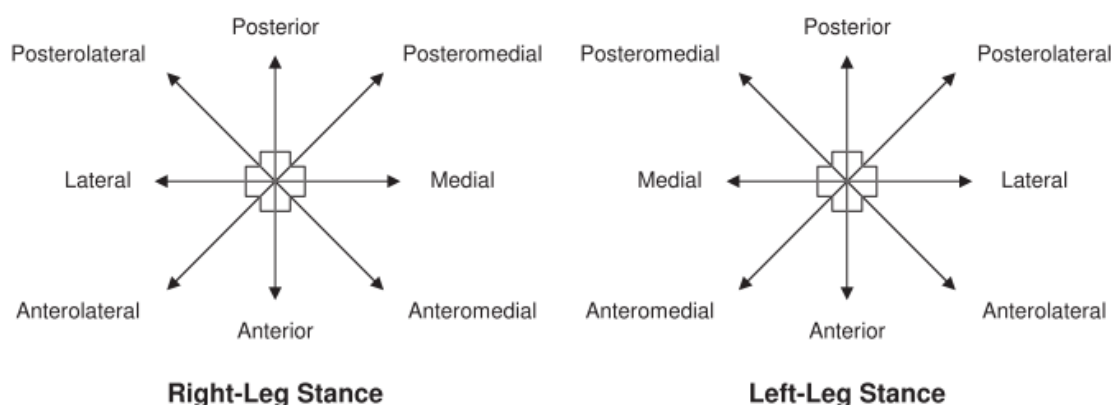 Posterior
Posterior
Posterolateral
Posteromedial
Posteromedial
Posterolateral
Lateral
Medial
Medial
Lateral
Anterolateral
Anteromedial
Anteromedial
Anterolateral
Anterior
Anterior
Right-Leg Stance
Left-Leg Stance